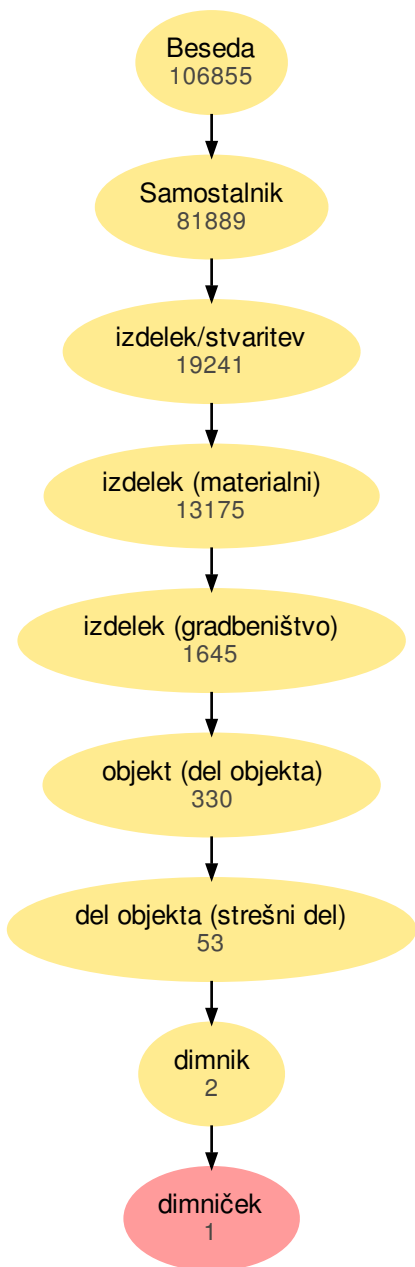 Beseda
106855
Samostalnik
81889
izdelek/stvaritev
19241
izdelek (materialni)
13175
izdelek (gradbeništvo)
1645
objekt (del objekta)
330
del objekta (strešni del)
53
dimnik
2
dimniček
1